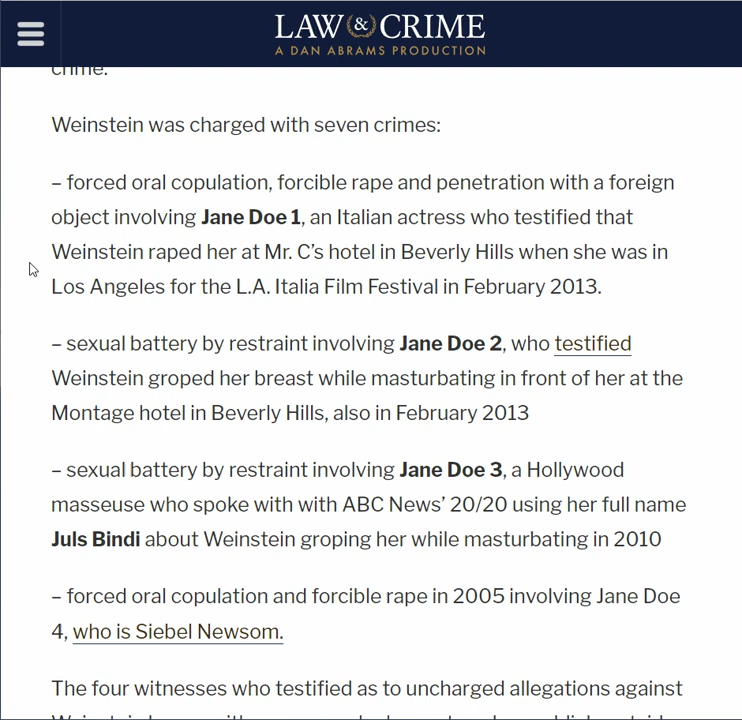 LAW & CRIME
A DAN ABRAMS PRODUCTION
crime.
Weinstein was charged with seven crimes:
– forced oral copulation, forcible rape and penetration with a foreign
object involving Jane Doe 1, an Italian actress who testified that
Weinstein raped her at Mr. C's hotel in Beverly Hills when she was in
Los Angeles for the L.A. Italia Film Festival in February 2013.
– sexual battery by restraint involving Jane Doe 2, who testified
Weinstein groped her breast while masturbating in front of her at the
Montage hotel in Beverly Hills, also in February 2013
– sexual battery by restraint involving Jane Doe 3, a Hollywood
masseuse who spoke with with ABC News' 20/20 using her full name
Juls Bindi about Weinstein groping her while masturbating in 2010
– forced oral copulation and forcible rape in 2005 involving Jane Doe
4, who is Siebel Newsom.
The four witnesses who testified as to uncharged allegations against